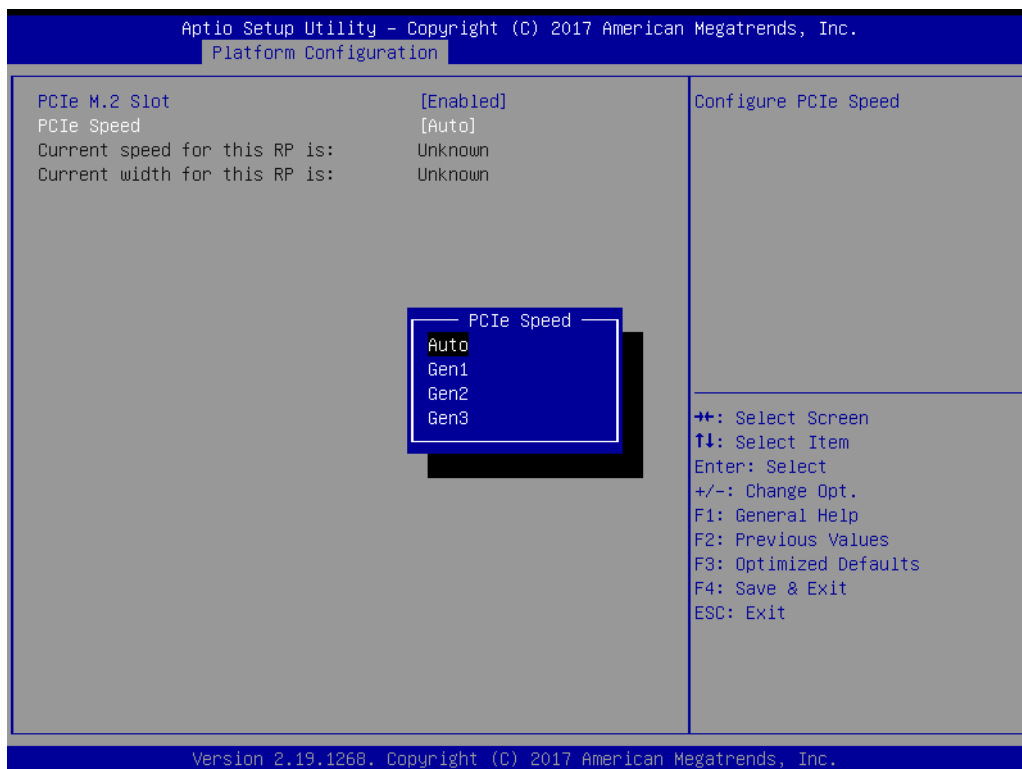 Aptio Setup Utility – Copyright (C) 2017 American Megatrends, Inc.
Platform Configuration
PCIe M.2 Slot [Enabled]
PCIe Speed [Auto]
Current speed for this RP is: Unknown
Current width for this RP is: Unknown
Configure PCIe Speed
PCIe Speed
Auto
Gen1
Gen2
Gen3
→←: Select Screen
↑↓: Select Item
Enter: Select
+/-: Change Opt.
F1: General Help
F2: Previous Values
F3: Optimized Defaults
F4: Save & Exit
ESC: Exit
Version 2.19.1268. Copyright (C) 2017 American Megatrends, Inc.